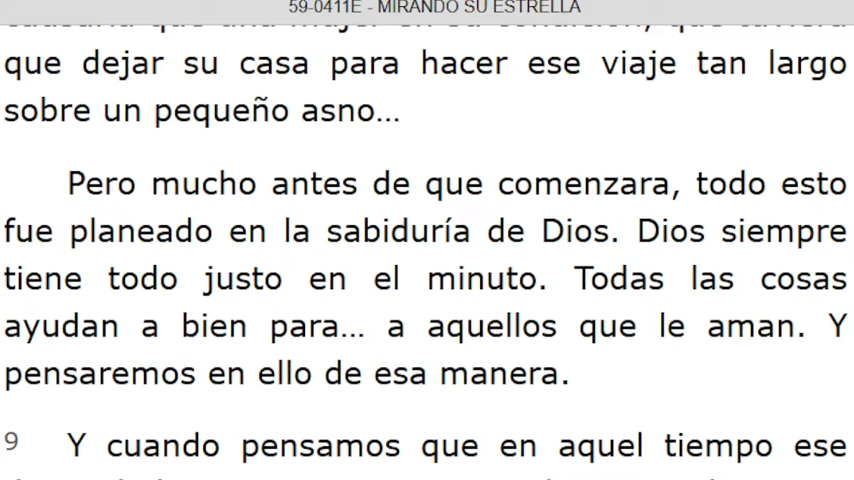 59-0411E - MIRANDO SU ESTRELLA
que dejar su casa para hacer ese viaje tan largo
sobre un pequeño asno…
Pero mucho antes de que comenzara, todo esto
fue planeado en la sabiduría de Dios. Dios siempre
tiene todo justo en el minuto. Todas las cosas
ayudan a bien para… a aquellos que le aman. Y
pensaremos en ello de esa manera.
9 Y cuando pensamos que en aquel tiempo ese